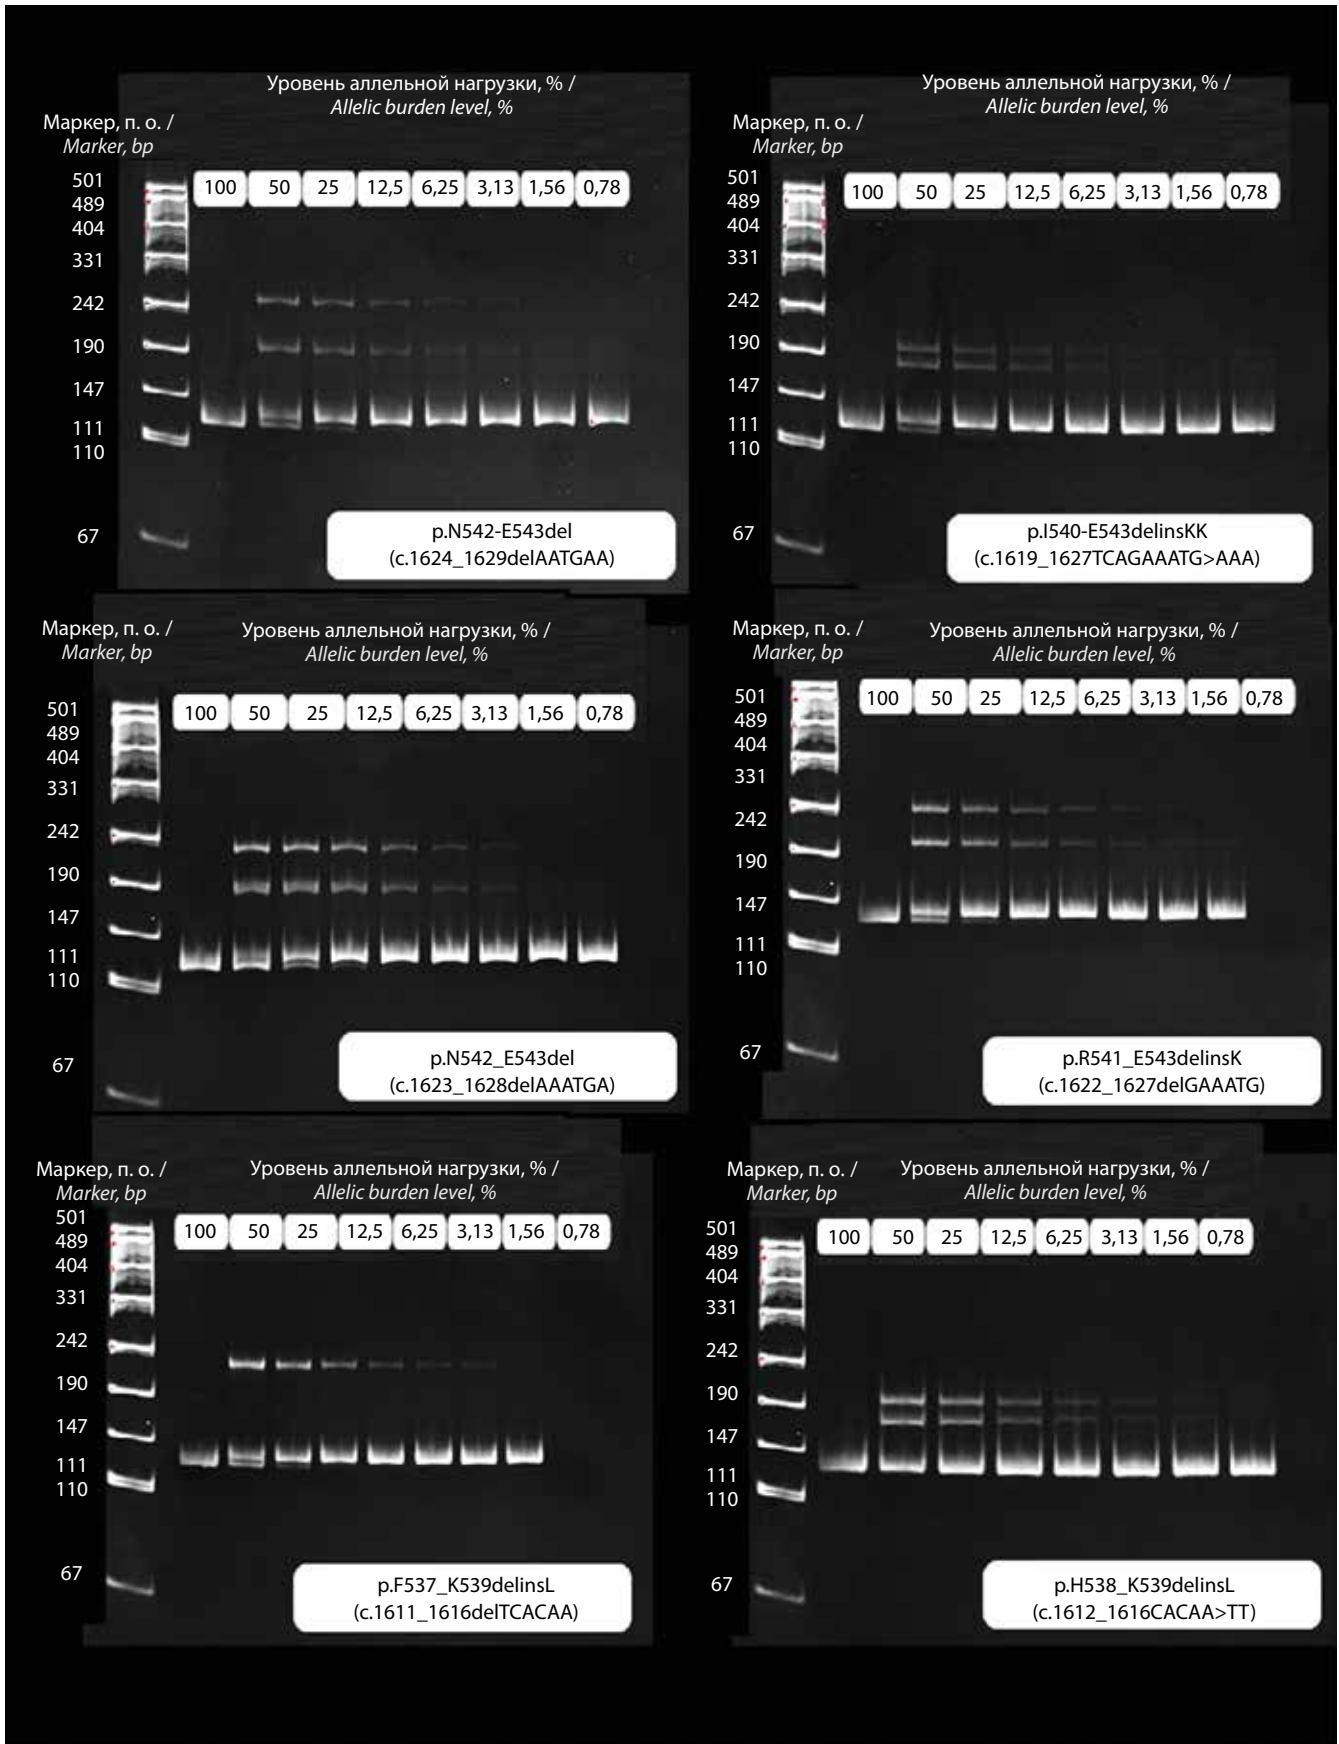 Уровень аллельной нагрузки, % /
Allelic burden level, %
Маркер, п. о. /
Marker, bp
501
489
404
331
242
190
147
111
110
67
100 50 25 12,5 6,25 3,13 1,56 0,78
p.N542-E543del
(c.1624_1629delAATGAA)
Уровень аллельной нагрузки, % /
Allelic burden level, %
Маркер, п. о. /
Marker, bp
501
489
404
331
242
190
147
111
110
67
100 50 25 12,5 6,25 3,13 1,56 0,78
p.I540-E543delinsKK
(c.1619_1627TCAGAAATG>AAA)
Маркер, п. о. /
Marker, bp
Уровень аллельной нагрузки, % /
Allelic burden level, %
501
489
404
331
242
190
147
111
110
67
100 50 25 12,5 6,25 3,13 1,56 0,78
p.N542_E543del
(c.1623_1628delAAATGA)
Маркер, п. о. /
Marker, bp
Уровень аллельной нагрузки, % /
Allelic burden level, %
501
489
404
331
242
190
147
111
110
67
100 50 25 12,5 6,25 3,13 1,56 0,78
p.R541_E543delinsK
(c.1622_1627delGAAATG)
Маркер, п. о. /
Marker, bp
Уровень аллельной нагрузки, % /
Allelic burden level, %
501
489
404
331
242
190
147
111
110
67
100 50 25 12,5 6,25 3,13 1,56 0,78
p.F537_K539delinsL
(c.1611_1616delTCACAA)
Маркер, п. о. /
Marker, bp
Уровень аллельной нагрузки, % /
Allelic burden level, %
501
489
404
331
242
190
147
111
110
67
100 50 25 12,5 6,25 3,13 1,56 0,78
p.H538_K539delinsL
(c.1612_1616CACAA>TT)